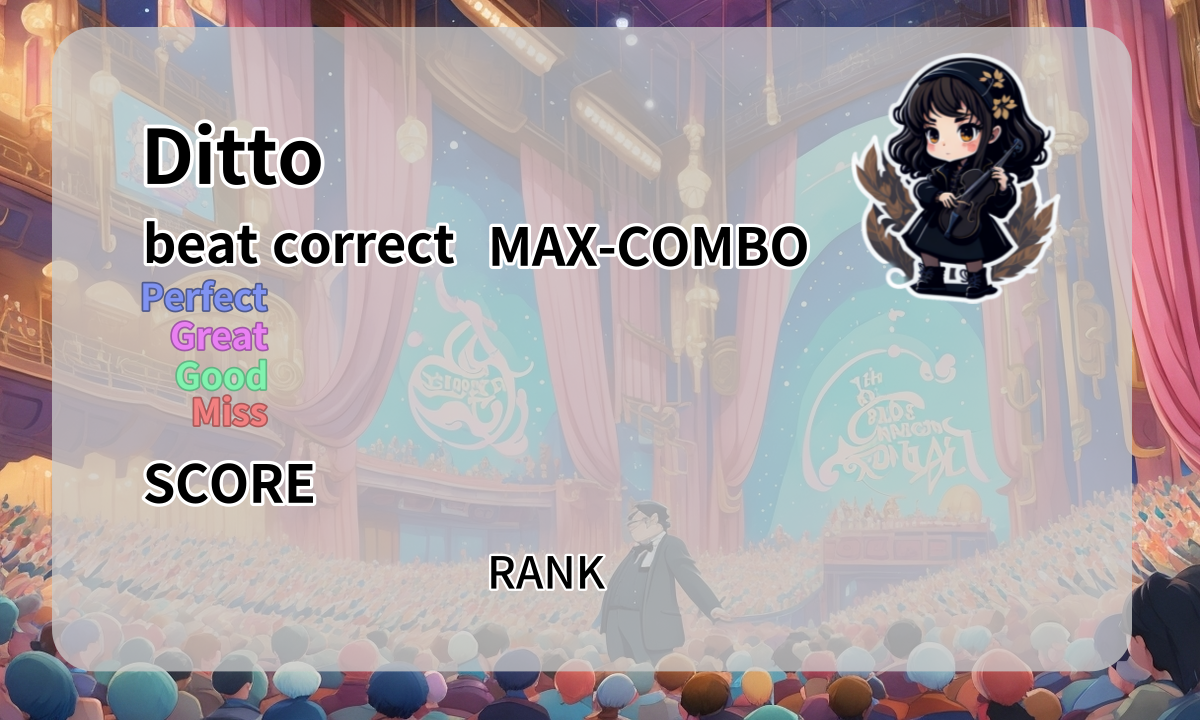 Ditto
beat correct MAX-COMBO
Perfect
Great
Good
Miss
SCORE
RANK